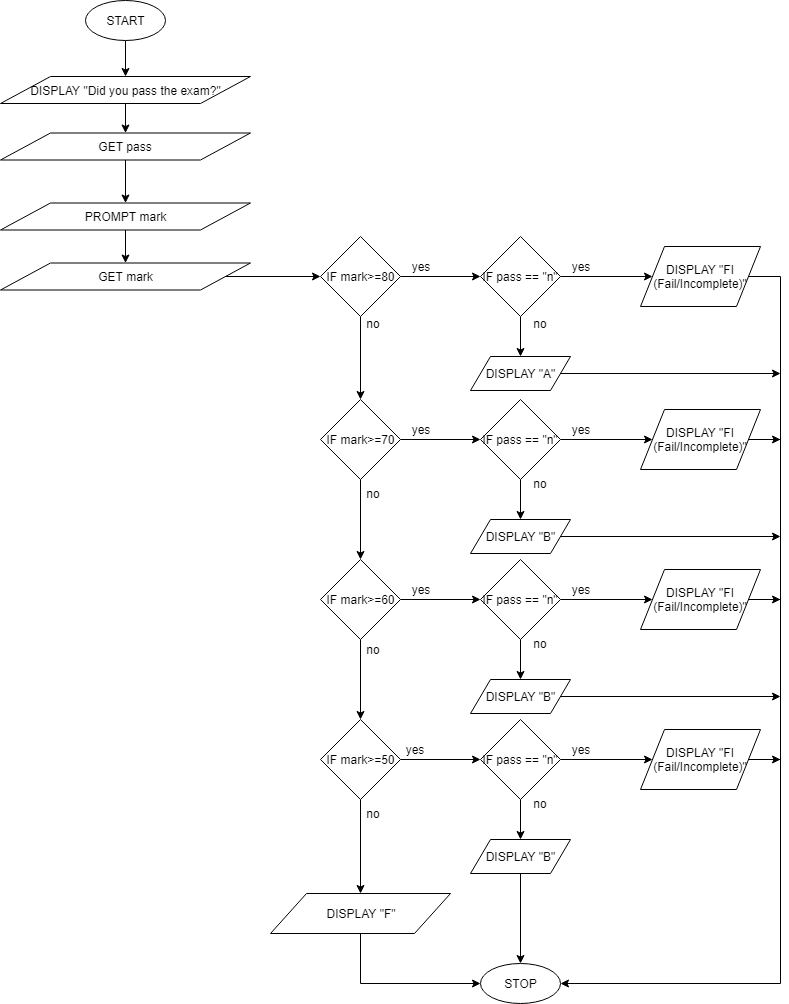 START
DISPLAY "Did you pass the exam?"
GET pass
PROMPT mark
GET mark
IF mark>=80
yes
IF pass == "n"
yes
DISPLAY "FI
(Fail/Incomplete)"
no
no
DISPLAY "A"
IF mark>=70
yes
IF pass == "n"
yes
DISPLAY "FI
(Fail/Incomplete)"
no
no
DISPLAY "B"
IF mark>=60
yes
IF pass == "n"
yes
DISPLAY "FI
(Fail/Incomplete)"
no
no
DISPLAY "B"
IF mark>=50
yes
IF pass == "n"
yes
DISPLAY "FI
(Fail/Incomplete)"
no
no
DISPLAY "B"
DISPLAY "F"
STOP